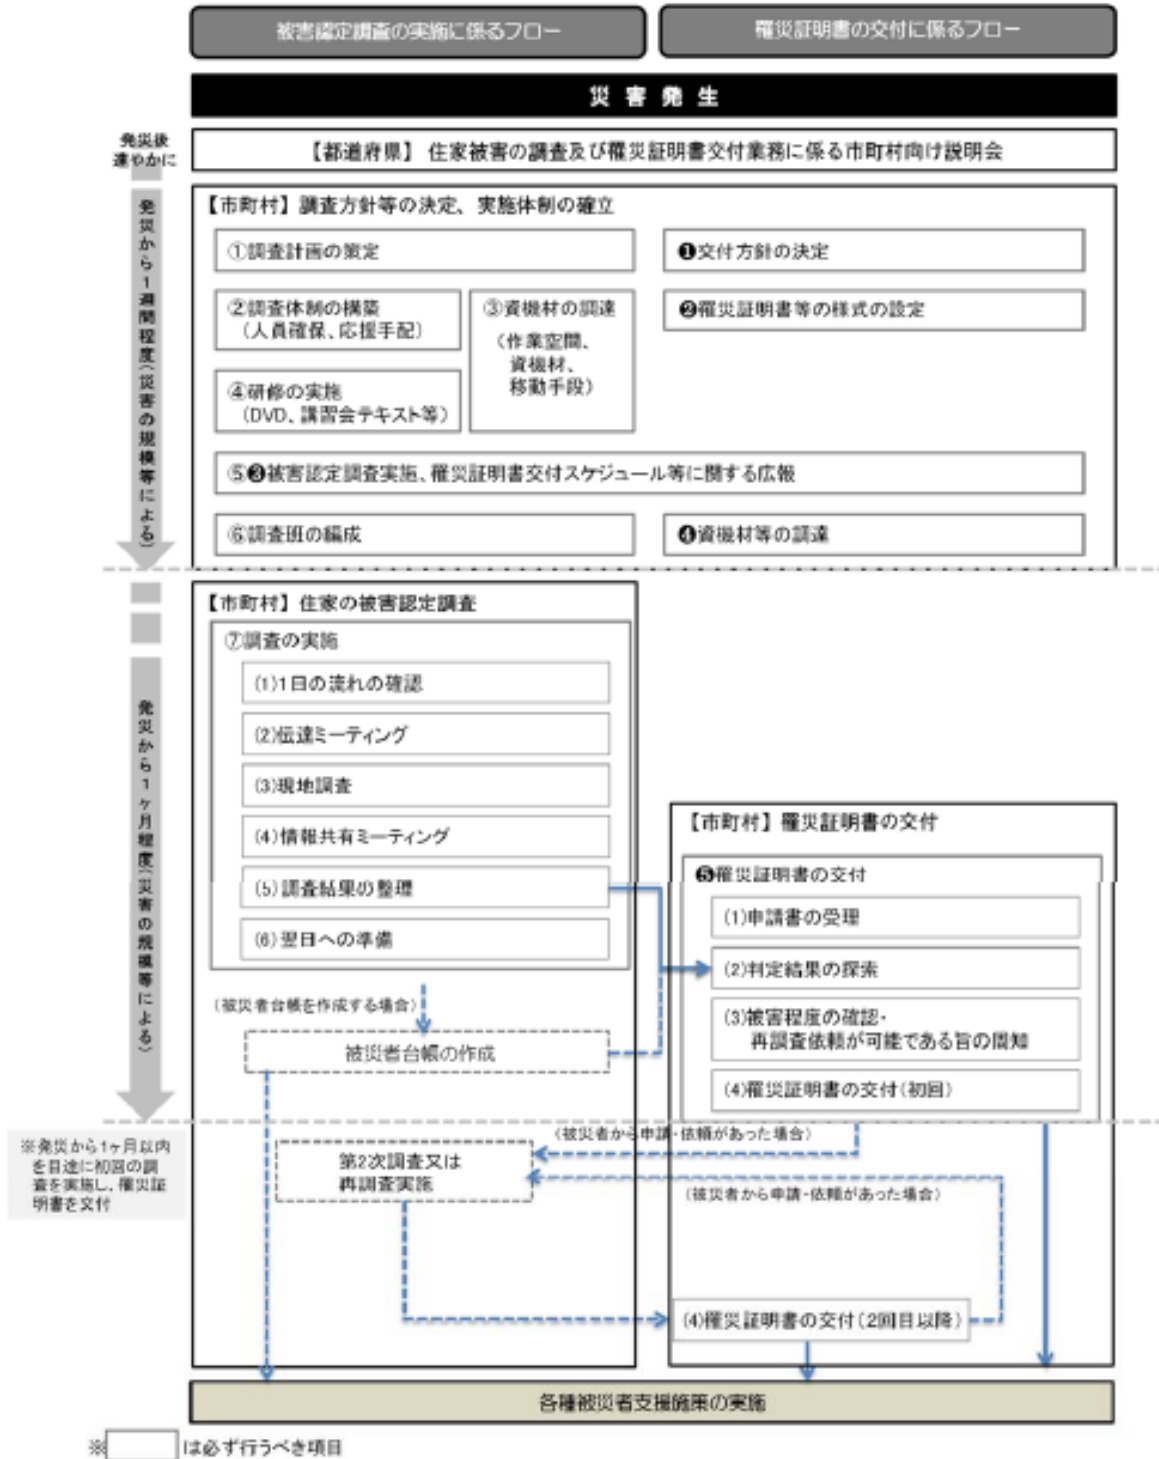 被害認定調査の実施に係るフロー
罹災証明書の交付に係るフロー
災害発生
発災後
速やかに
【都道府県】 住家被害の調査及び罹災証明書交付業務に係る市町村向け説明会
発災から1週間程度(災害の規模等による)
【市町村】調査方針等の決定、実施体制の確立
①調査計画の策定
❶交付方針の決定
②調査体制の構築
(人員確保、応援手配)
③資機材の調達
(作業空間、
資機材、
移動手段)
❷罹災証明書等の様式の設定
④研修の実施
(DVD、講習会テキスト等)
⑤❸被害認定調査実施、罹災証明書交付スケジュール等に関する広報
⑥調査班の編成
❹資機材等の調達
発災から1ヶ月程度(災害の規模等による)
【市町村】住家の被害認定調査
⑦調査の実施
(1)1日の流れの確認
(2)伝達ミーティング
(3)現地調査
(4)情報共有ミーティング
(5)調査結果の整理
(6)翌日への準備
(被災者台帳を作成する場合)
被災者台帳の作成
【市町村】罹災証明書の交付
❺罹災証明書の交付
(1)申請書の受理
(2)判定結果の探索
(3)被害程度の確認・
再調査依頼が可能である旨の周知
(4)罹災証明書の交付(初回)
※発災から1ヶ月以内
を目途に初回の調
査を実施し、罹災証
明書を交付
(被災者から申請・依頼があった場合)
第2次調査又は
再調査実施
(被災者から申請・依頼があった場合)
(4)罹災証明書の交付(2回目以降)
各種被災者支援施策の実施
※ は必ず行うべき項目